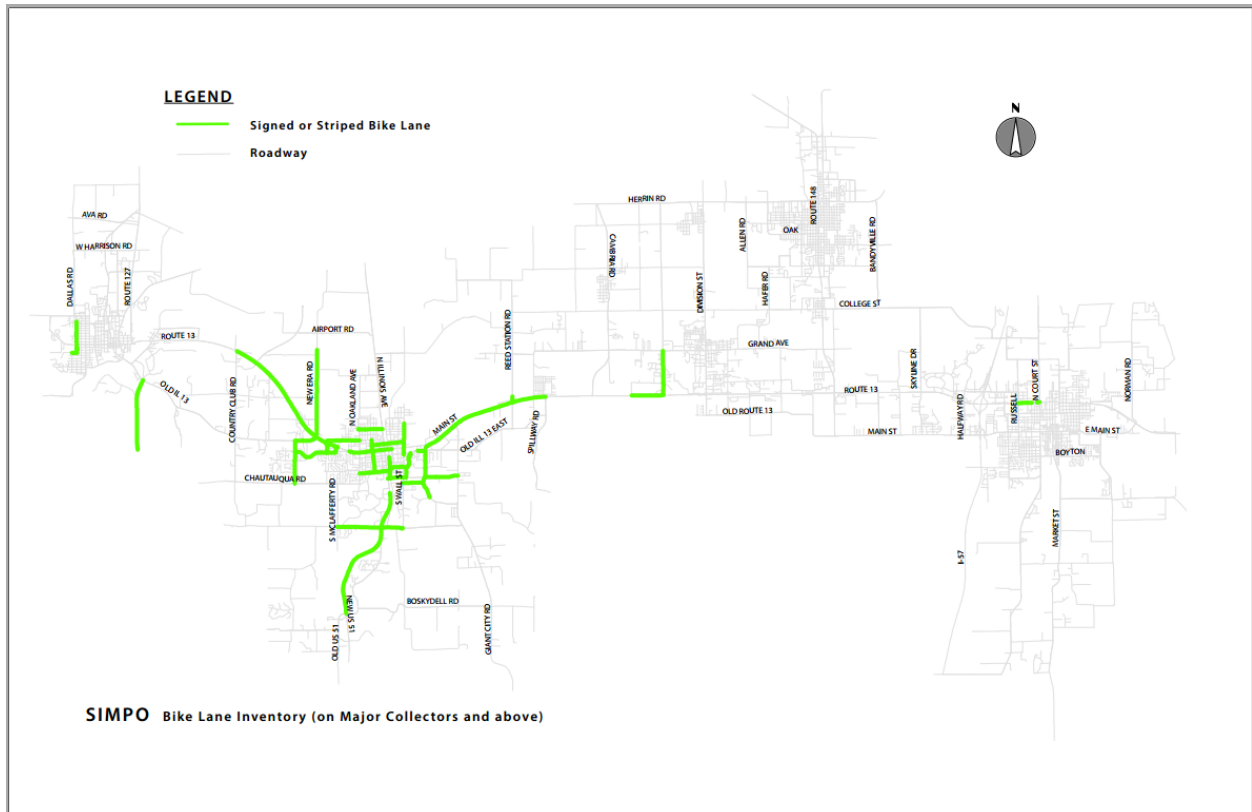 LEGEND
Signed or Striped Bike Lane
Roadway
N
AVA RD
W HARRISON RD
DALLAS RD
ROUTE 127
ROUTE 13
OLD IL 13
COUNTRY CLUB RD
AIRPORT RD
NEW ERA RD
N OAKLAND AVE
N ILLINOIS AVE
REED STATION RD
MAIN ST
OLD ILL 13 EAST
SPILLWAY RD
CHAUTAUQUA RD
S MCLAFFERTY RD
S WALL ST
OLD US 51
NEW US 51
BOSKYDELL RD
GIANT CITY RD
HERRIN RD
CAMBRIA RD
DIVISION ST
ALLEN RD
OAK
HAFER RD
ROUTE 148
BANDYVILLE RD
COLLEGE ST
GRAND AVE
ROUTE 13
SKYLINE DR
OLD ROUTE 13
MAIN ST
HALFWAY RD
RUSSELL
N COURT ST
NORMAN RD
E MAIN ST
BOYTON
MARKET ST
I-57
SIMPO Bike Lane Inventory (on Major Collectors and above)